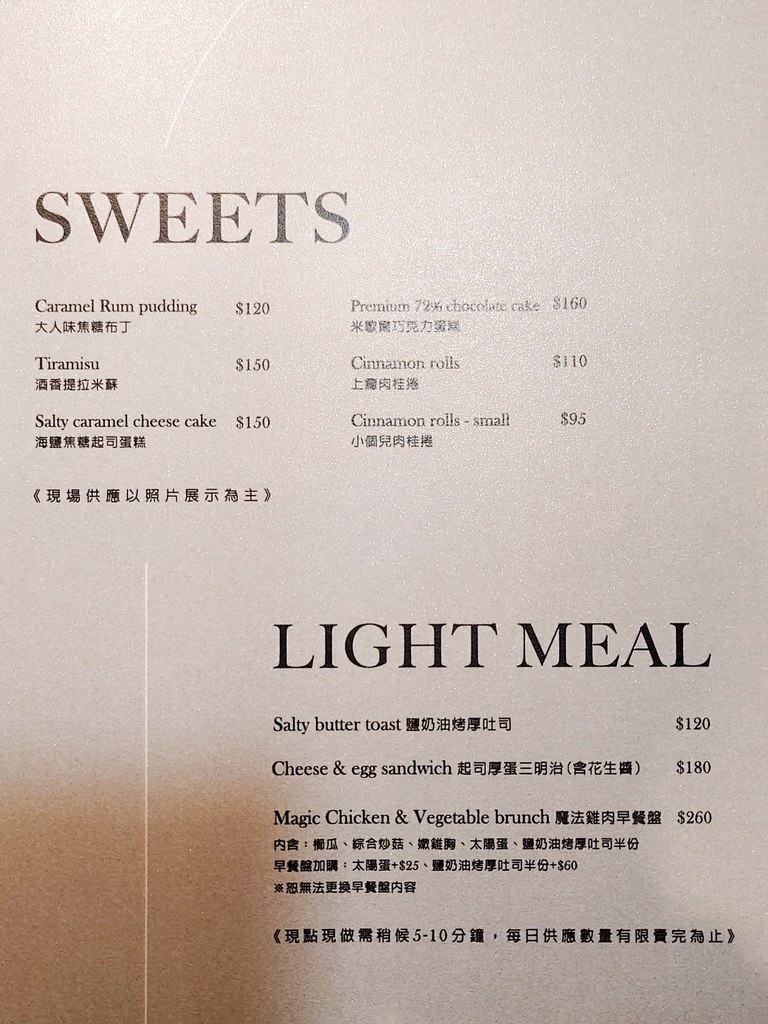 SWEETS
Caramel Rum pudding $120
大人味焦糖布丁
Tiramisu $150
酒香提拉米蘇
Salty caramel cheese cake $150
海鹽焦糖起司蛋糕
Premium 72% chocolate cake $160
米歇爾巧克力蛋糕
Cinnamon rolls $110
上癮肉桂捲
Cinnamon rolls - small $95
小個兒肉桂捲
《現場供應以照片展示為主》
LIGHT MEAL
Salty butter toast 鹽奶油烤厚吐司 $120
Cheese & egg sandwich 起司厚蛋三明治(含花生醬) $180
Magic Chicken & Vegetable brunch 魔法雞肉早餐盤 $260
內含：櫛瓜、綜合炒菇、嫩雞胸、太陽蛋、鹽奶油烤厚吐司半份
早餐盤加購：太陽蛋+$25、鹽奶油烤厚吐司半份+$60
※恕無法更換早餐盤內容
《現點現做需稍候5-10分鐘，每日供應數量有限賣完為止》